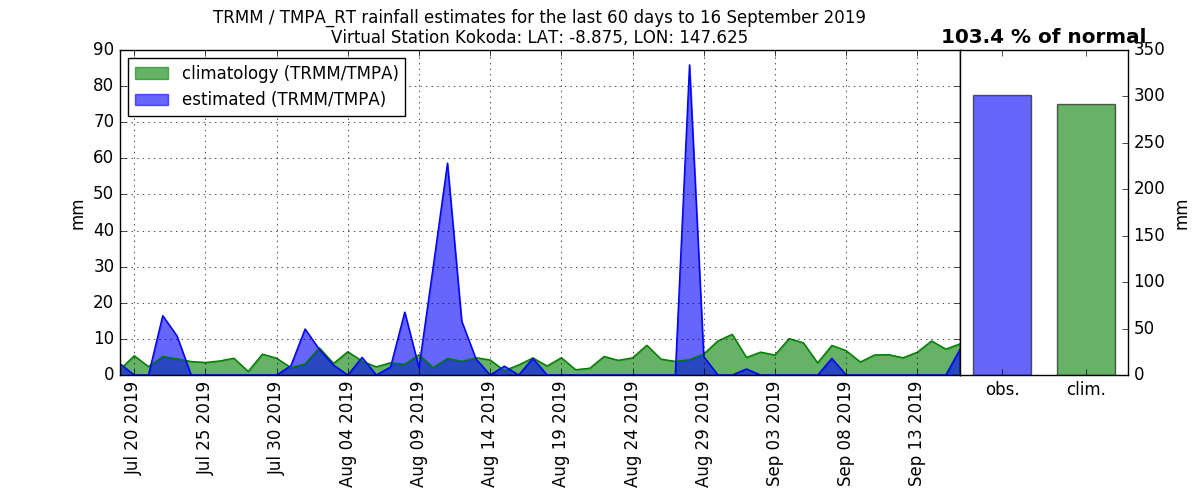 TRMM / TMPA_RT rainfall estimates for the last 60 days to 16 September 2019
Virtual Station Kokoda: LAT: -8.875, LON: 147.625
103.4 % of normal
climatology (TRMM/TMPA)
estimated (TRMM/TMPA)
mm
90
80
70
60
50
40
30
20
10
0
Jul 20 2019
Jul 25 2019
Jul 30 2019
Aug 04 2019
Aug 09 2019
Aug 14 2019
Aug 19 2019
Aug 24 2019
Aug 29 2019
Sep 03 2019
Sep 08 2019
Sep 13 2019
350
300
250
200
150
100
50
0
mm
obs.
clim.